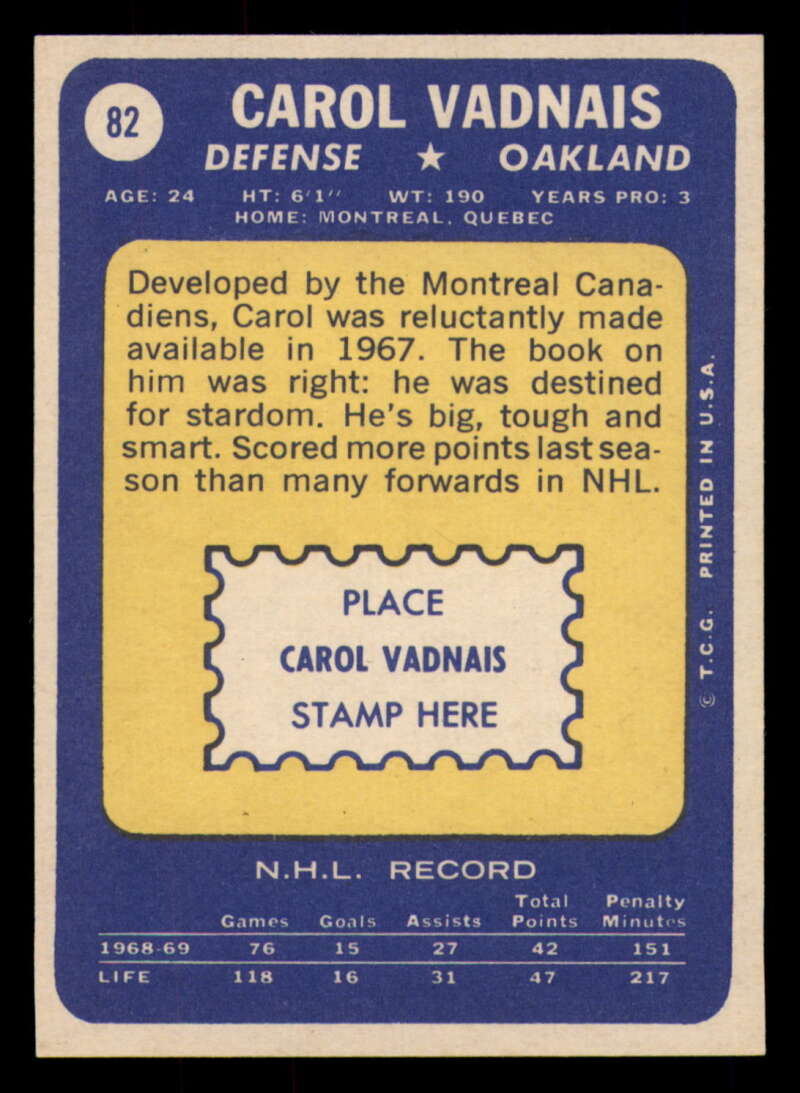 82
CAROL VADNAIS
DEFENSE ★ OAKLAND
AGE: 24 HT: 6'1" WT: 190 YEARS PRO: 3
HOME: MONTREAL, QUEBEC
Developed by the Montreal Cana-
diens, Carol was reluctantly made
available in 1967. The book on
him was right: he was destined
for stardom. He's big, tough and
smart. Scored more points last sea-
son than many forwards in NHL.
PLACE
CAROL VADNAIS
STAMP HERE
© T.C.G. PRINTED IN U.S.A.
N.H.L. RECORD
Games Goals Assists Total Points Penalty Minutes
1968-69 76 15 27 42 151
LIFE 118 16 31 47 217